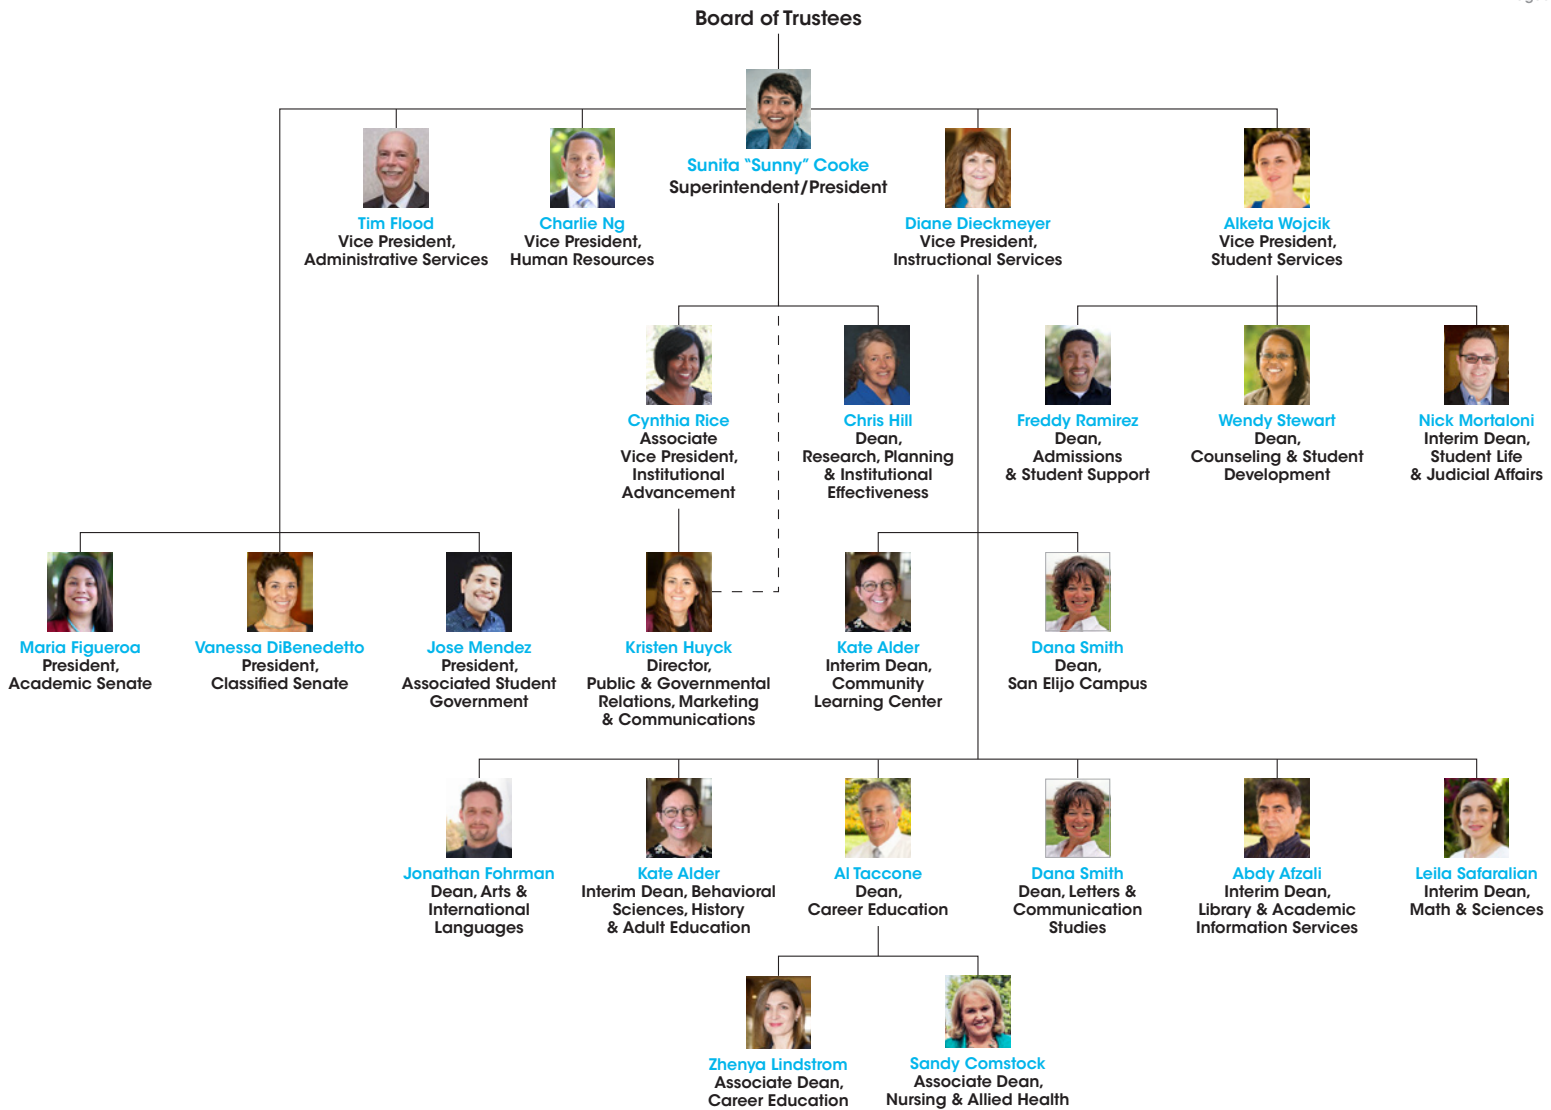 Board of Trustees
Sunita “Sunny” Cooke
Superintendent/President
Tim Flood
Vice President,
Administrative Services
Charlie Ng
Vice President,
Human Resources
Diane Dieckmeyer
Vice President,
Instructional Services
Alketa Wojcik
Vice President,
Student Services
Cynthia Rice
Associate
Vice President,
Institutional
Advancement
Chris Hill
Dean,
Research, Planning
& Institutional
Effectiveness
Freddy Ramirez
Dean,
Admissions
& Student Support
Wendy Stewart
Dean,
Counseling & Student
Development
Nick Mortaloni
Interim Dean,
Student Life
& Judicial Affairs
Maria Figueroa
President,
Academic Senate
Vanessa DiBenedetto
President,
Classified Senate
Jose Mendez
President,
Associated Student
Government
Kristen Huyck
Director,
Public & Governmental
Relations, Marketing
& Communications
Kate Alder
Interim Dean,
Community
Learning Center
Dana Smith
Dean,
San Elijo Campus
Jonathan Fohrman
Dean, Arts &
International
Languages
Kate Alder
Interim Dean, Behavioral
Sciences, History
& Adult Education
Al Taccone
Dean,
Career Education
Dana Smith
Dean, Letters &
Communication
Studies
Abdy Afzali
Interim Dean,
Library & Academic
Information Services
Leila Safaralian
Interim Dean,
Math & Sciences
Zhenya Lindstrom
Associate Dean,
Career Education
Sandy Comstock
Associate Dean,
Nursing & Allied Health